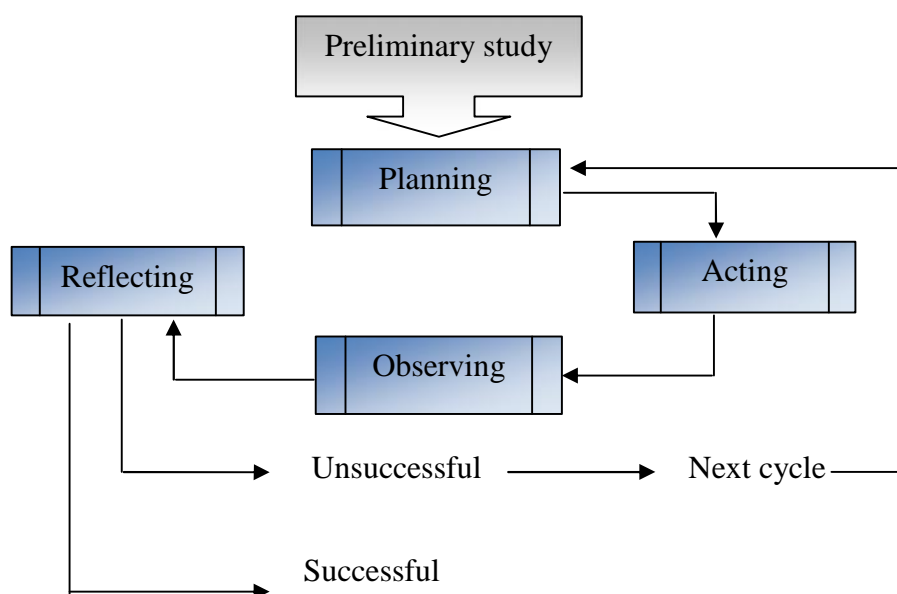 Preliminary study
Planning
Reflecting
Acting
Observing
Unsuccessful
Next cycle
Successful